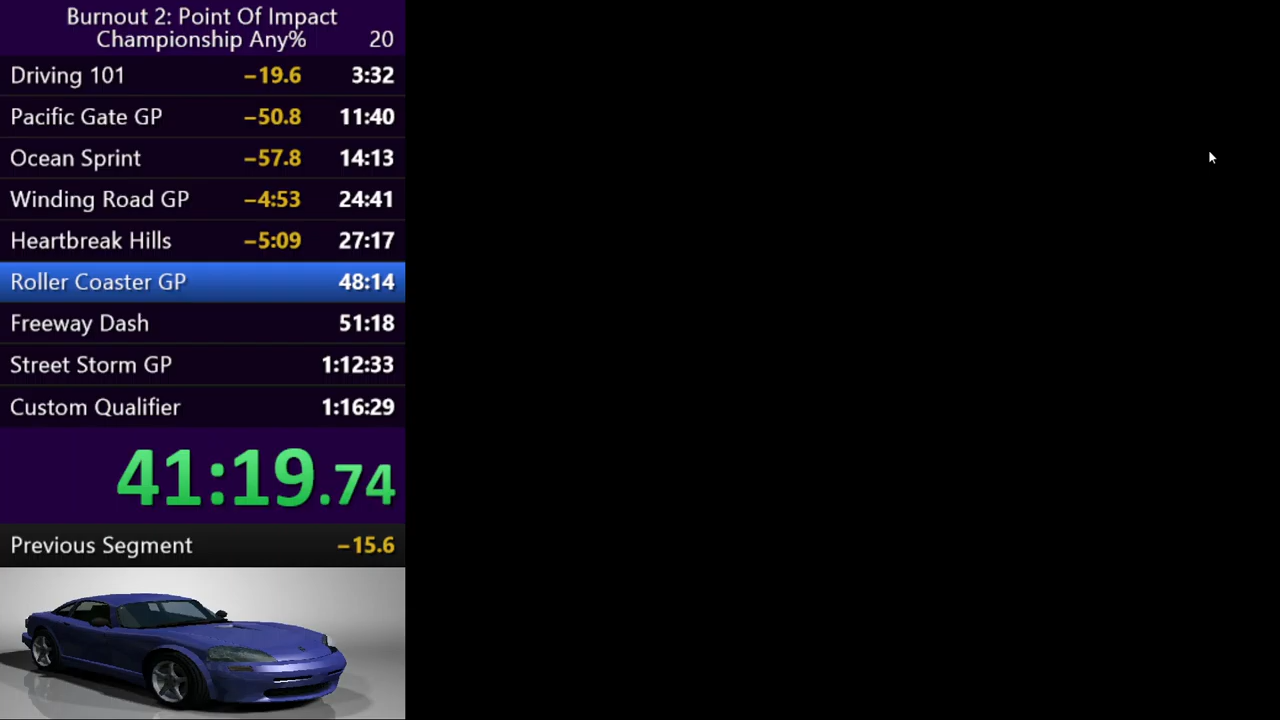 Burnout 2: Point Of Impact
Championship Any% 20
Driving 101 −19.6 3:32
Pacific Gate GP −50.8 11:40
Ocean Sprint −57.8 14:13
Winding Road GP −4:53 24:41
Heartbreak Hills −5:09 27:17
Roller Coaster GP 48:14
Freeway Dash 51:18
Street Storm GP 1:12:33
Custom Qualifier 1:16:29
41:19.74
Previous Segment −15.6